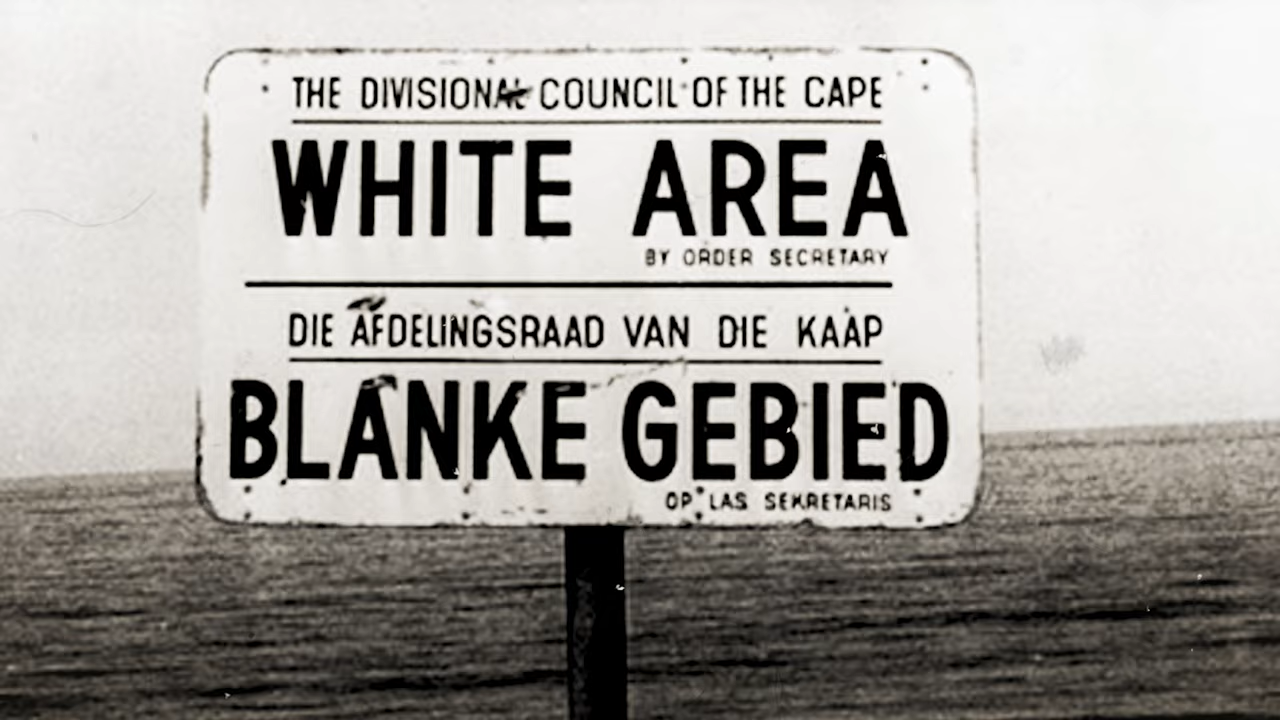 THE DIVISIONAL COUNCIL OF THE CAPE
WHITE AREA
BY ORDER SECRETARY
DIE AFDELINGSRAAD VAN DIE KAAP
BLANKE GEBIED
OP LAS SEKRETARIS